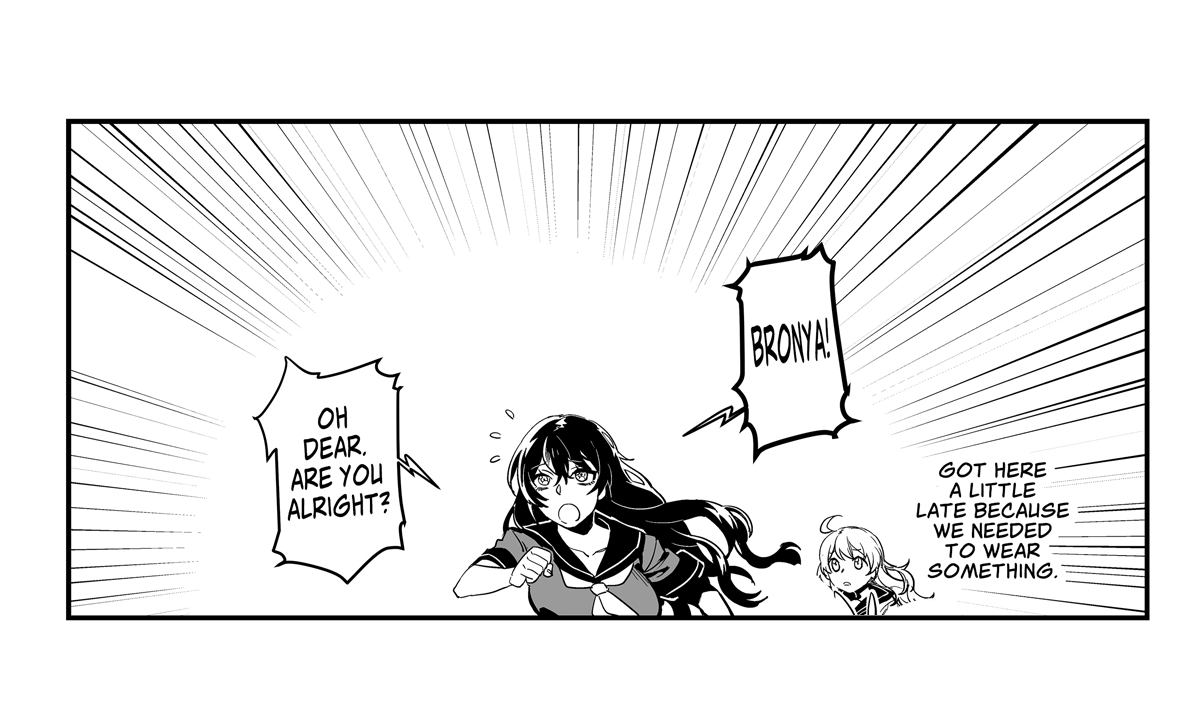 BRONYA!
OH
DEAR.
ARE YOU
ALRIGHT?
GOT HERE
A LITTLE
LATE BECAUSE
WE NEEDED
TO WEAR
SOMETHING.